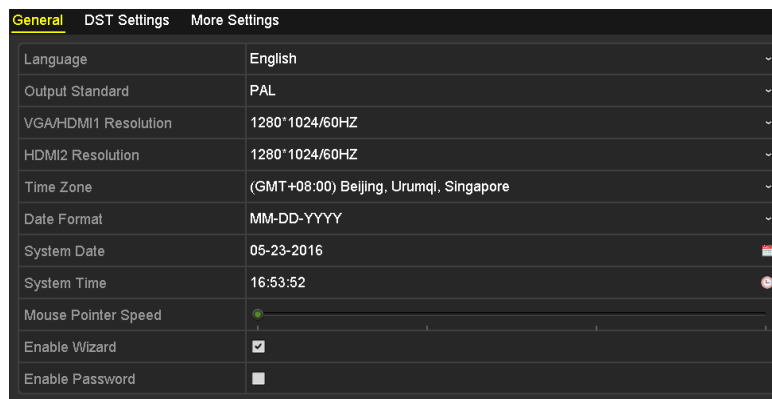 General DST Settings More Settings
Language English
Output Standard PAL
VGA/HDMI1 Resolution 1280*1024/60HZ
HDMI2 Resolution 1280*1024/60HZ
Time Zone (GMT+08:00) Beijing, Urumqi, Singapore
Date Format MM-DD-YYYY
System Date 05-23-2016
System Time 16:53:52
Mouse Pointer Speed
Enable Wizard
Enable Password